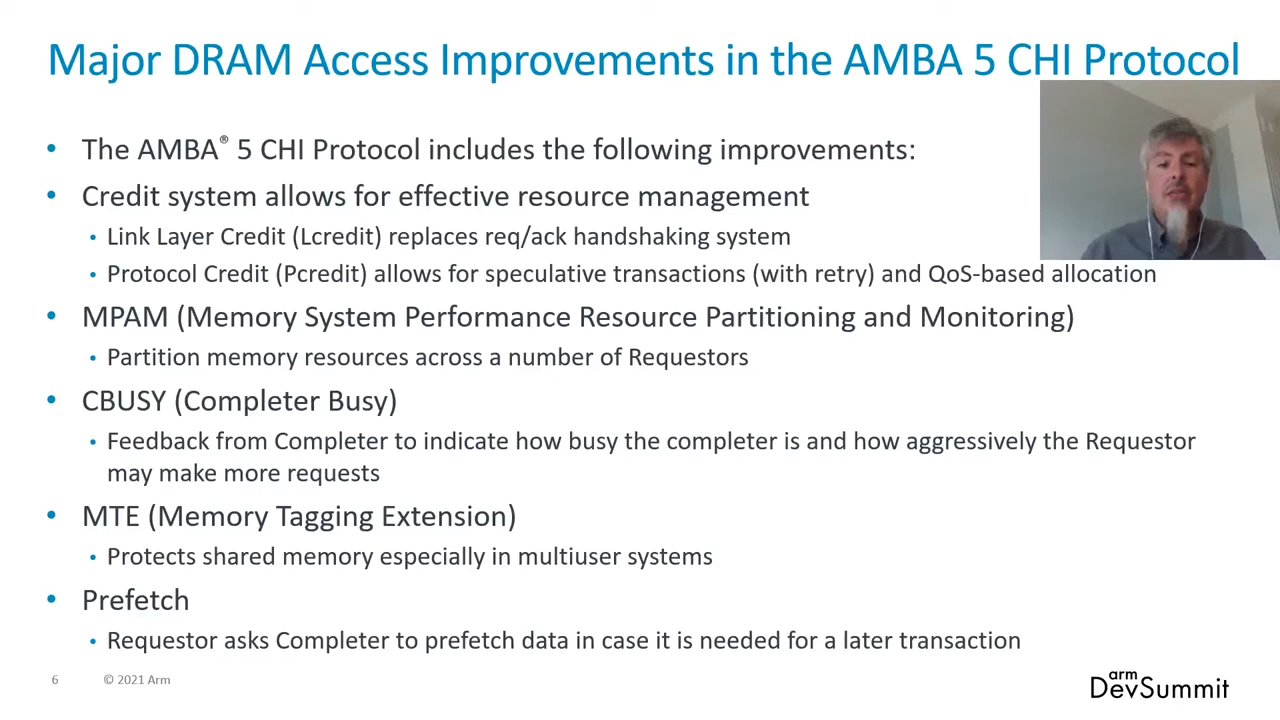 Major DRAM Access Improvements in the AMBA 5 CHI Protocol
• The AMBA® 5 CHI Protocol includes the following improvements:
• Credit system allows for effective resource management
• Link Layer Credit (Lcredit) replaces req/ack handshaking system
• Protocol Credit (Pcredit) allows for speculative transactions (with retry) and QoS-based allocation
• MPAM (Memory System Performance Resource Partitioning and Monitoring)
• Partition memory resources across a number of Requestors
• CBUSY (Completer Busy)
• Feedback from Completer to indicate how busy the completer is and how aggressively the Requestor
may make more requests
• MTE (Memory Tagging Extension)
• Protects shared memory especially in multiuser systems
• Prefetch
• Requestor asks Completer to prefetch data in case it is needed for a later transaction
6 © 2021 Arm
arm
DevSummit